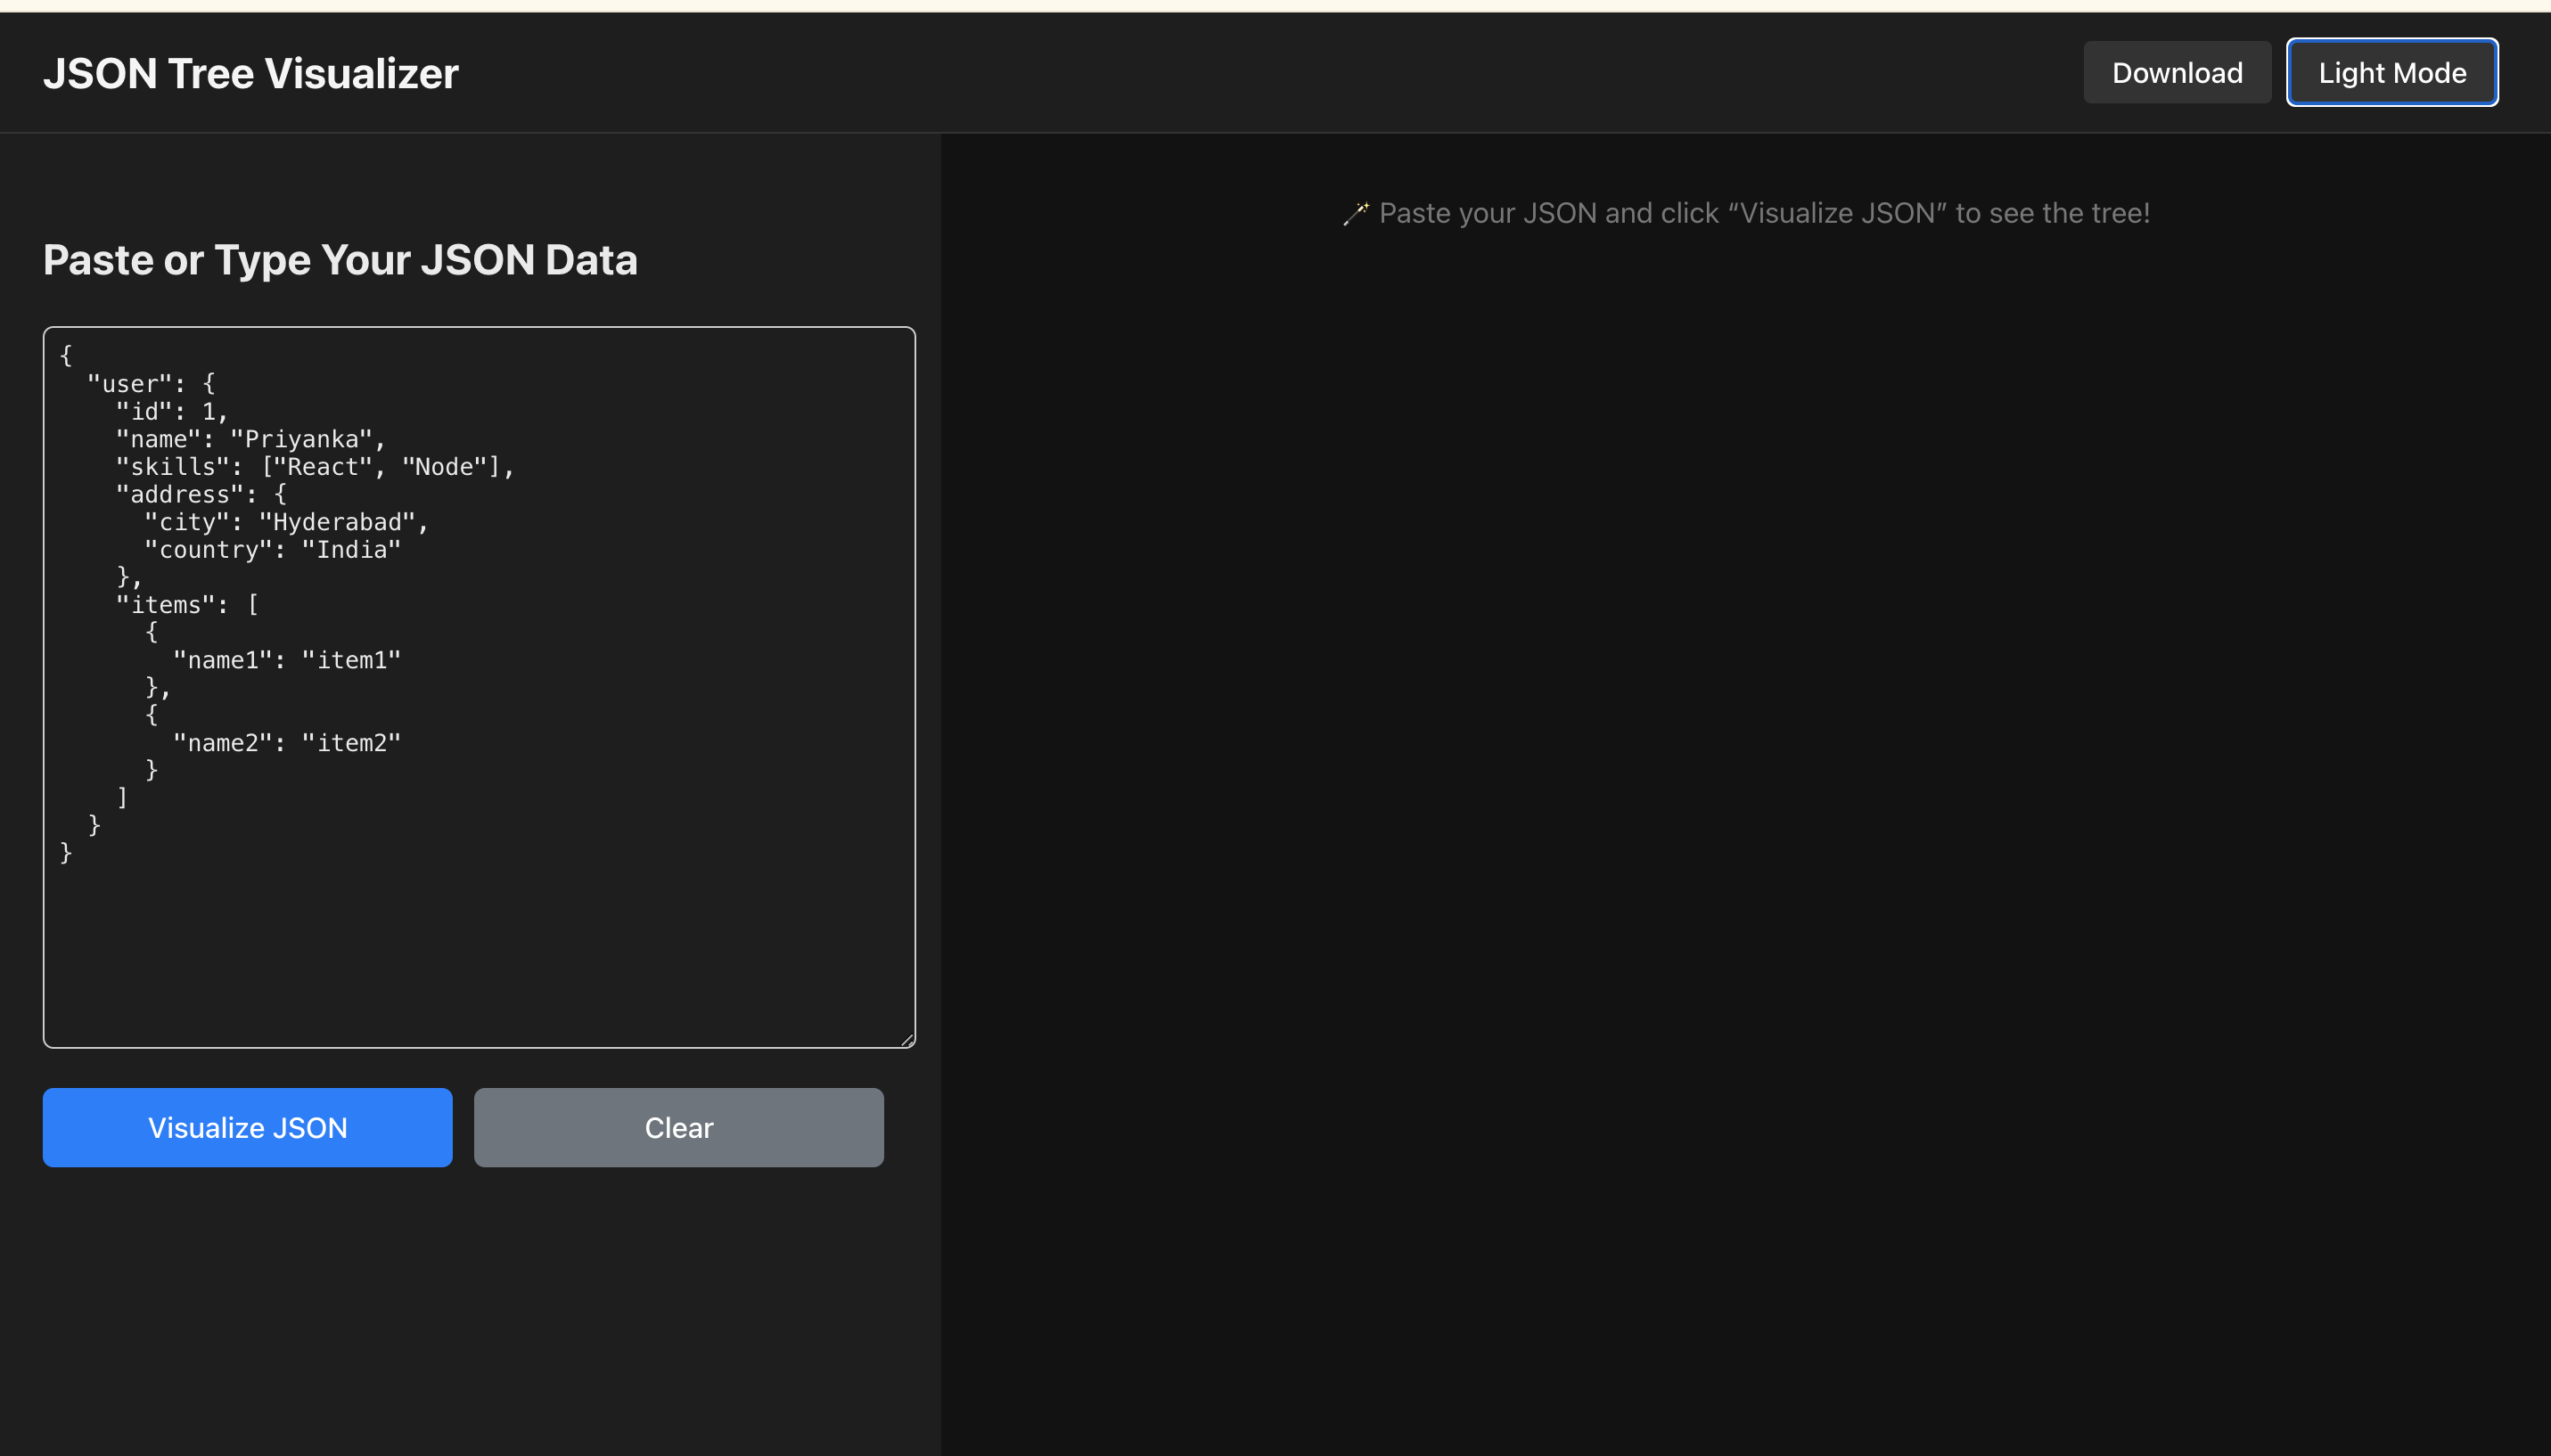 JSON Tree Visualizer
Download
Light Mode
Paste or Type Your JSON Data
{
  "user": {
    "id": 1,
    "name": "Priyanka",
    "skills": ["React", "Node"],
    "address": {
      "city": "Hyderabad",
      "country": "India"
    },
    "items": [
      {
        "name1": "item1"
      },
      {
        "name2": "item2"
      }
    ]
  }
}
Visualize JSON
Clear
🪄 Paste your JSON and click “Visualize JSON” to see the tree!